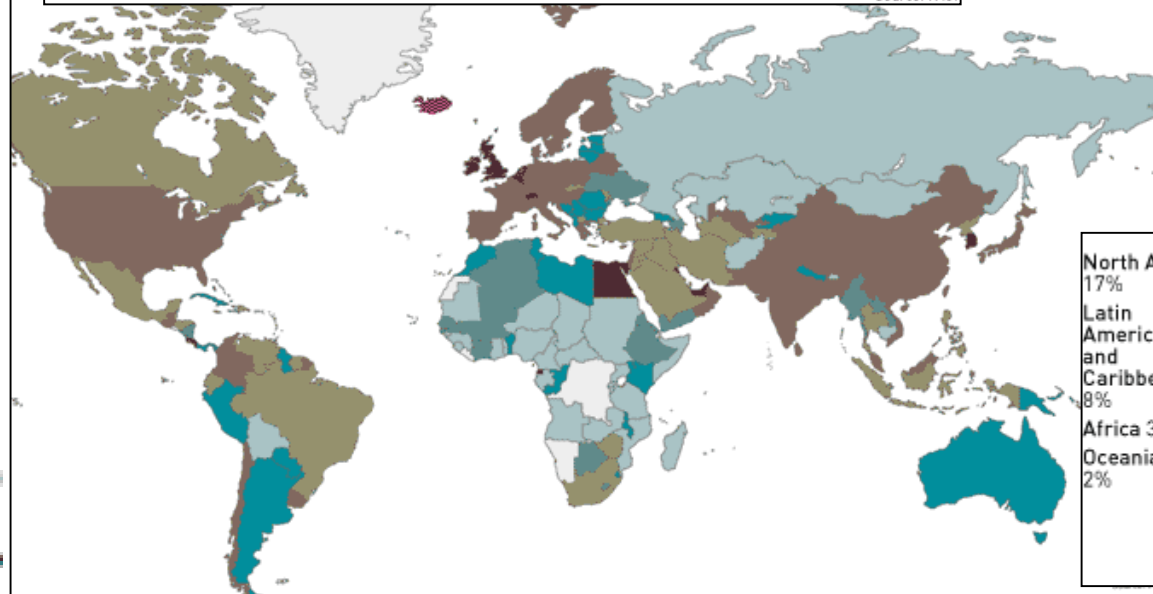 North A
17%
Latin
Americ
and
Caribbe
8%
Africa 3
Oceania
2%